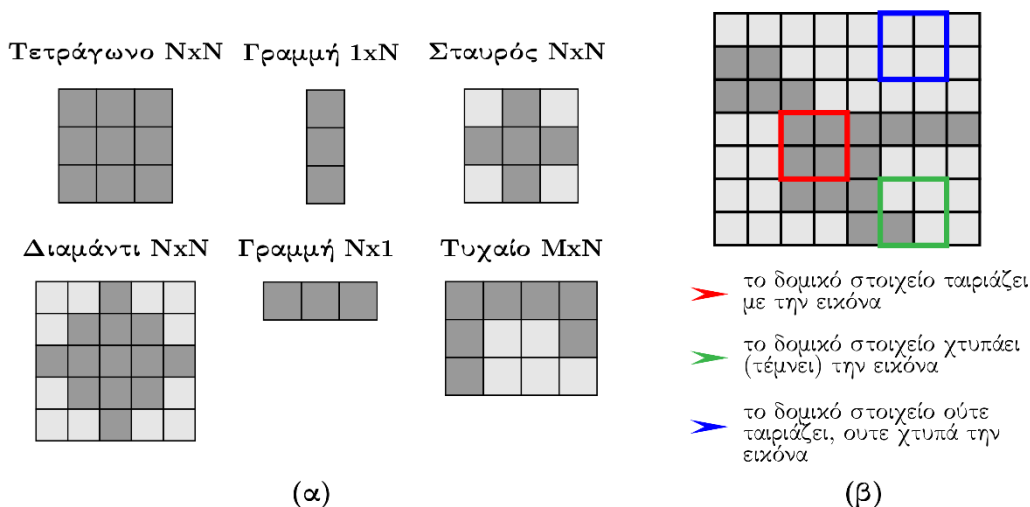 Τετράγωνο NxN
Γραμμή 1xN
Σταυρός NxN
Διαμάντι NxN
Γραμμή Nx1
Τυχαίο MxN
(α)
το δομικό στοιχείο ταιριάζει
με την εικόνα
το δομικό στοιχείο χτυπάει
(τέμνει) την εικόνα
το δομικό στοιχείο ούτε
ταιριάζει, ουτε χτυπά την
εικόνα
(β)